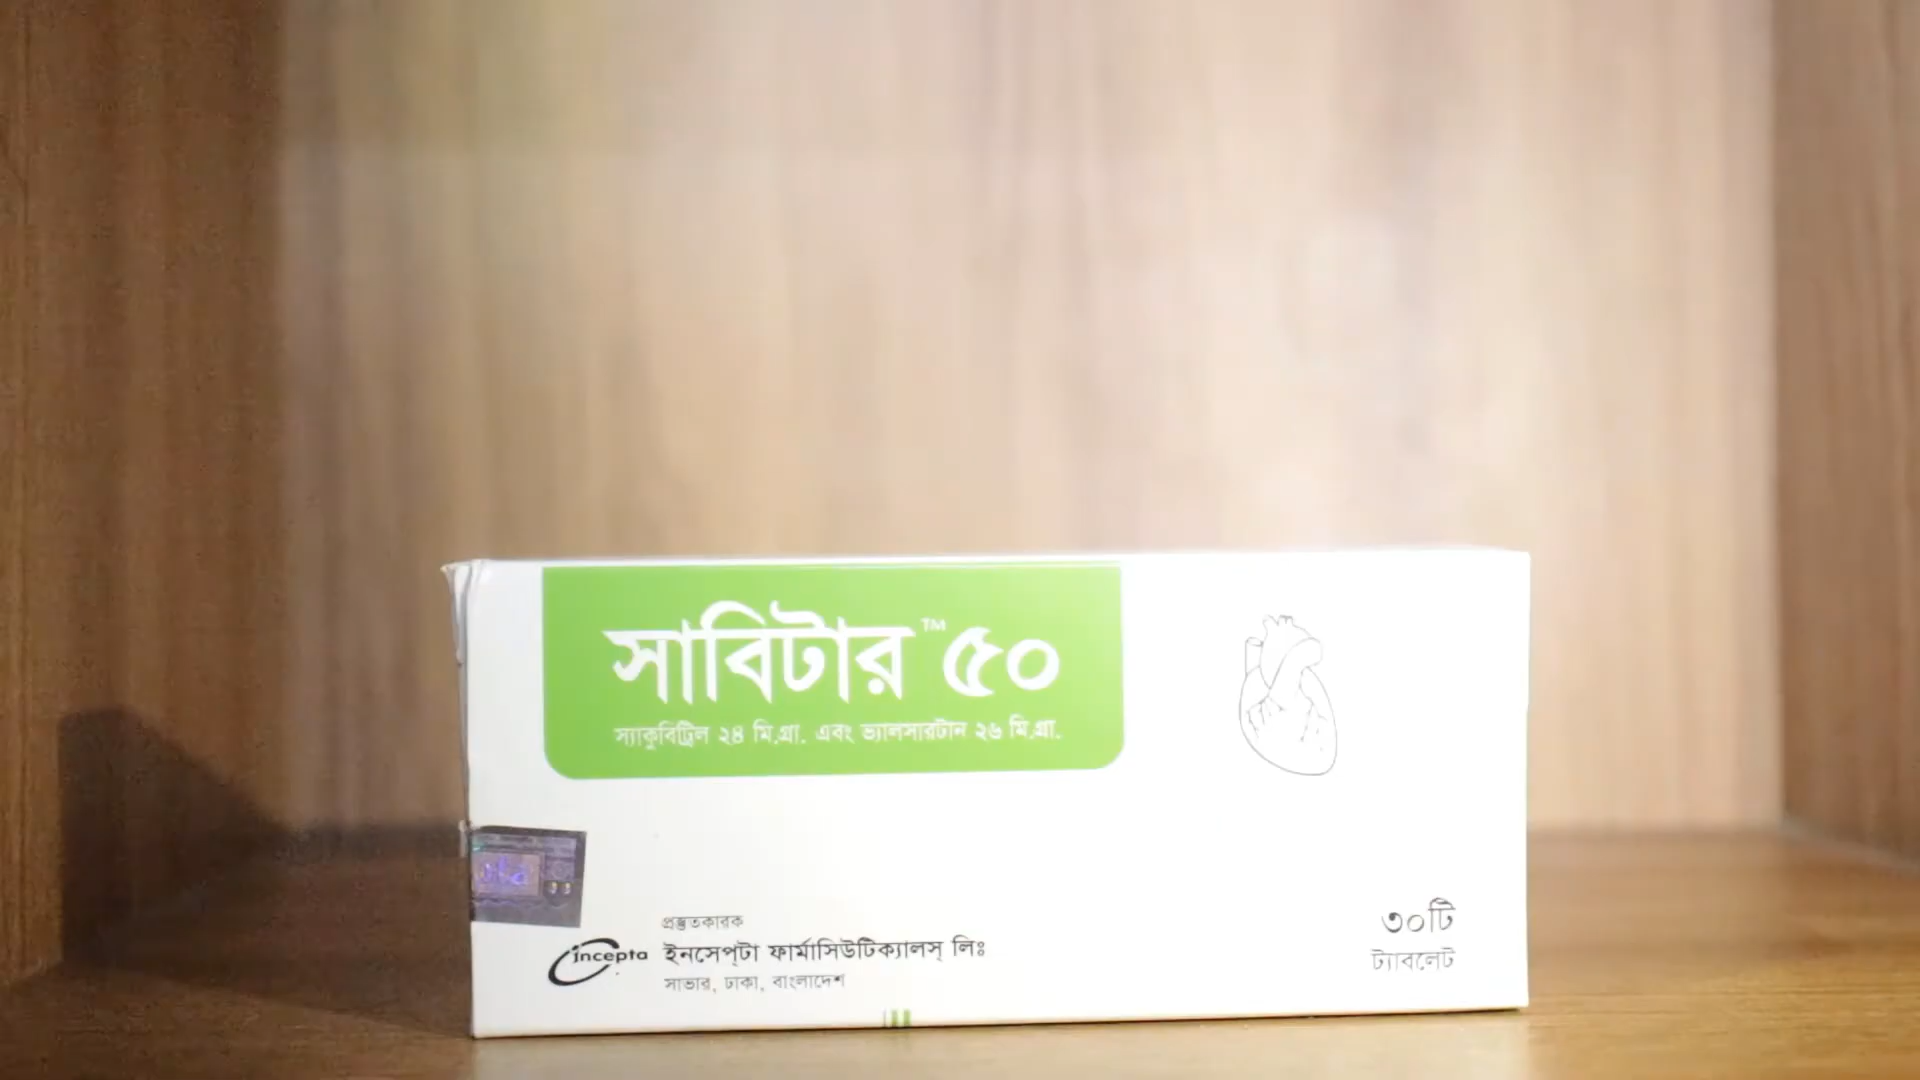 সাবিটার™ ৫০
স্যাকুবিট্রিল ২৪ মি.গ্রা. এবং ভ্যালসারটান ২৬ মি.গ্রা.
প্রস্তুতকারক
incepta ইনসেপ্‌টা ফার্মাসিউটিক্যালস্ লিঃ
সাভার, ঢাকা, বাংলাদেশ
৩০টি
ট্যাবলেট